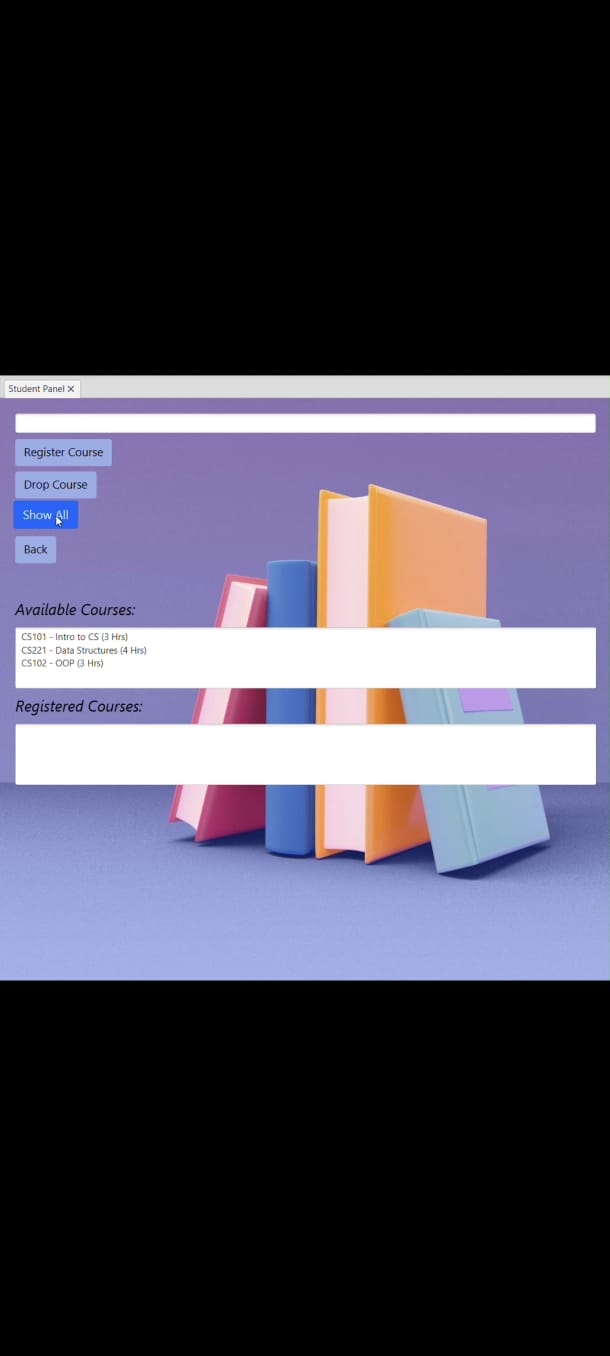 Student Panel
Register Course
Drop Course
Show All
Back
Available Courses:
CS101 - Intro to CS (3 Hrs)
CS221 - Data Structures (4 Hrs)
CS102 - OOP (3 Hrs)
Registered Courses: